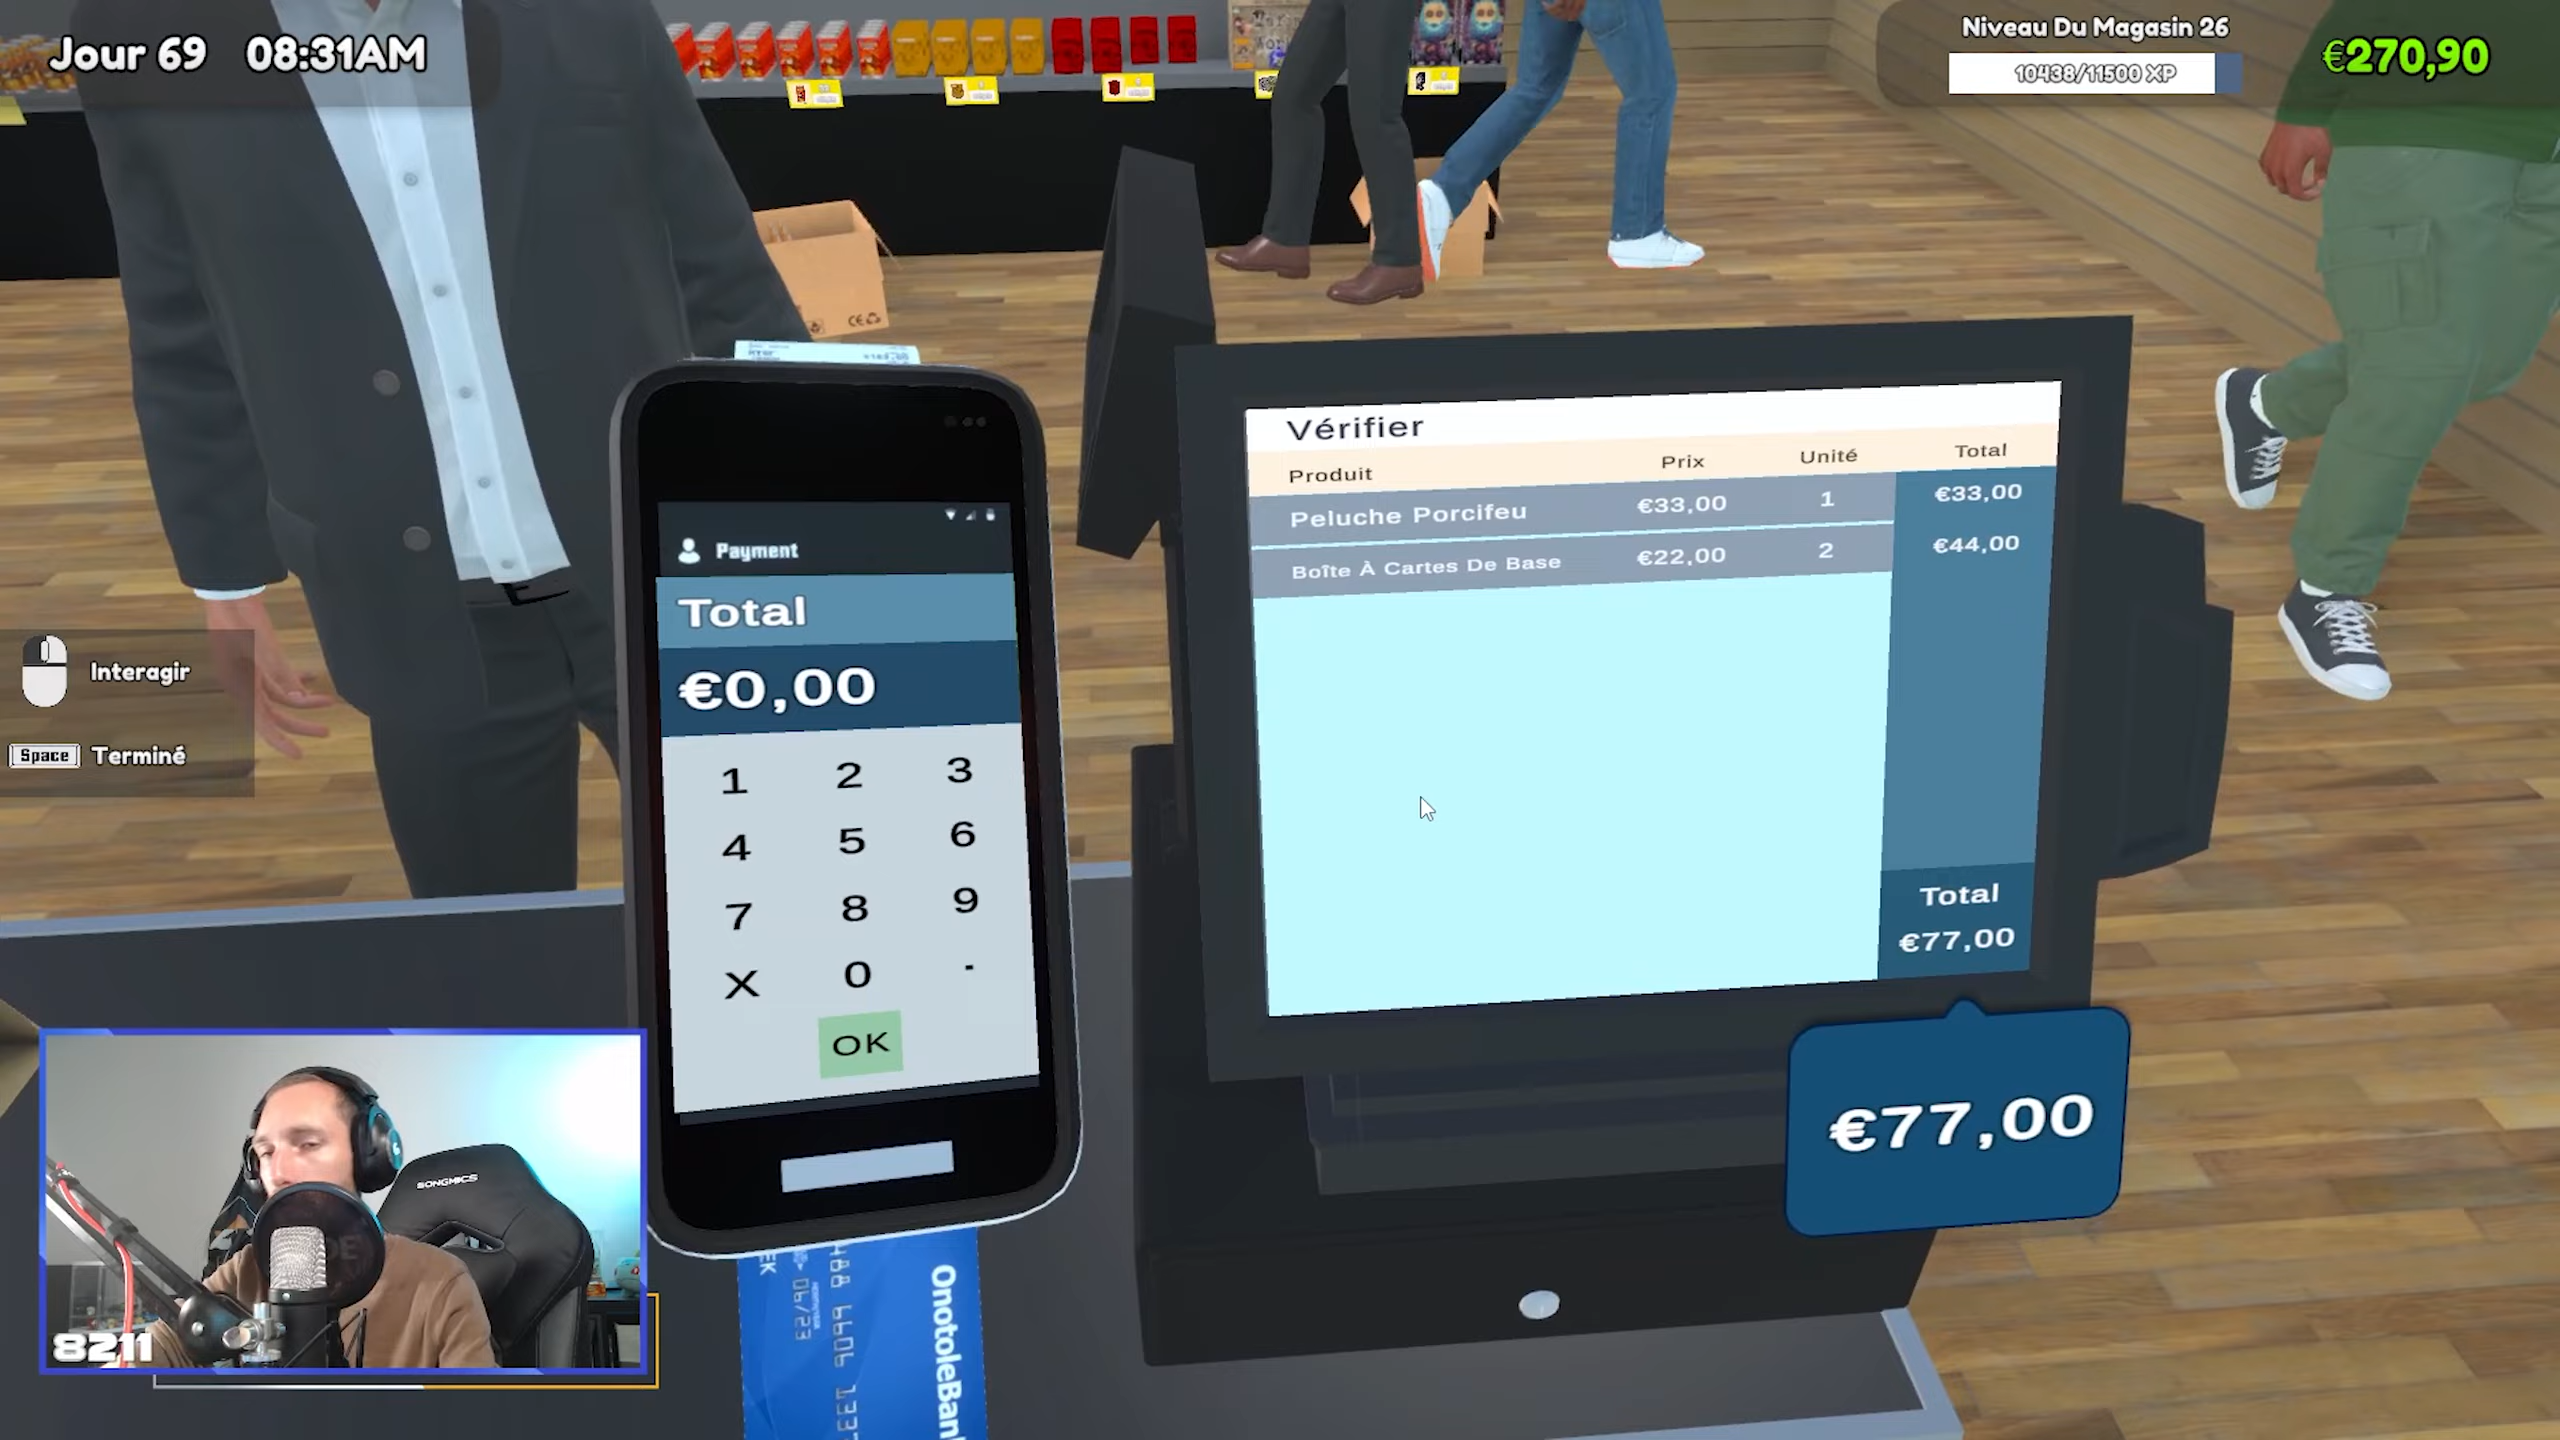 Jour 69 08:31AM
Niveau Du Magasin 26
10438/11500 XP
€270,90
Interagir
Space Terminé
Payment
Total
€0,00
1 2 3
4 5 6
7 8 9
X 0 .
OK
Vérifier
Produit Prix Unité Total
Peluche Porcifeu €33,00 1 €33,00
Boîte À Cartes De Base €22,00 2 €44,00
Total
€77,00
€77,00
SONGMICS
8211
OnotoleBan